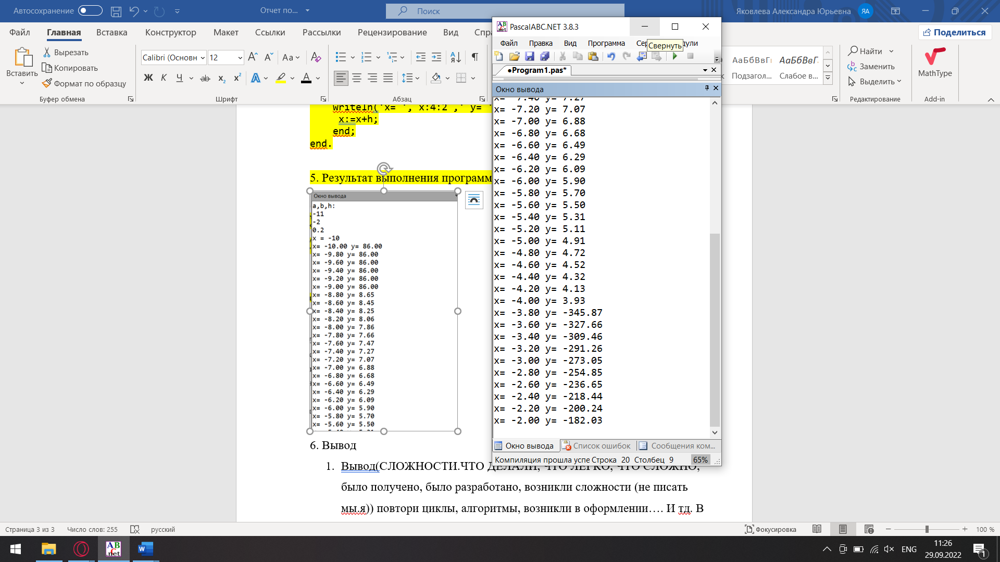 Автосохранение
Отчет по...
Поиск
Яковлева Александра Юрьевна
ЯА
Файл Главная Вставка Конструктор Макет Ссылки Рассылки Рецензирование Вид Спр
Поделиться
Вставить
Вырезать
Копировать
Формат по образцу
Буфер обмена
Calibri (Основн
12
Шрифт
Абзац
АаБбВвГг
Подзагол...
АаБбВвГг
Слабое в...
Найти
Заменить
Выделить
Редактирование
MathType
Add-in
writeln('x= ', x:4:2 ,' y= '
x:=x+h;
end;
end.
5. Результат выполнения программ
Окно вывода
a,b,h:
-11
-2
0.2
x = -10
x= -10.00 y= 86.00
x= -9.80 y= 86.00
x= -9.60 y= 86.00
x= -9.40 y= 86.00
x= -9.20 y= 86.00
x= -9.00 y= 86.00
x= -8.80 y= 8.65
x= -8.60 y= 8.45
x= -8.40 y= 8.25
x= -8.20 y= 8.06
x= -8.00 y= 7.86
x= -7.80 y= 7.66
x= -7.60 y= 7.47
x= -7.40 y= 7.27
x= -7.20 y= 7.07
x= -7.00 y= 6.88
x= -6.80 y= 6.68
x= -6.60 y= 6.49
x= -6.40 y= 6.29
x= -6.20 y= 6.09
x= -6.00 y= 5.90
x= -5.80 y= 5.70
x= -5.60 y= 5.50
6. Вывод
1. Вывод(СЛОЖНОСТИ.ЧТО ДЕЛАЛИ, ЧТО ЛЕГКО, ЧТО СЛОЖНО,
было получено, было разработано, возникли сложности (не писать
мы.я)) повтори циклы, алгоритмы, возникли в оформлении…. И тд. В
PascalABC.NET 3.8.3
Файл Правка Вид Программа Сер
дули
Свернуть
●Program1.pas*
Окно вывода
x= -7.40 y= 7.27
x= -7.20 y= 7.07
x= -7.00 y= 6.88
x= -6.80 y= 6.68
x= -6.60 y= 6.49
x= -6.40 y= 6.29
x= -6.20 y= 6.09
x= -6.00 y= 5.90
x= -5.80 y= 5.70
x= -5.60 y= 5.50
x= -5.40 y= 5.31
x= -5.20 y= 5.11
x= -5.00 y= 4.91
x= -4.80 y= 4.72
x= -4.60 y= 4.52
x= -4.40 y= 4.32
x= -4.20 y= 4.13
x= -4.00 y= 3.93
x= -3.80 y= -345.87
x= -3.60 y= -327.66
x= -3.40 y= -309.46
x= -3.20 y= -291.26
x= -3.00 y= -273.05
x= -2.80 y= -254.85
x= -2.60 y= -236.65
x= -2.40 y= -218.44
x= -2.20 y= -200.24
x= -2.00 y= -182.03
Окно вывода Список ошибок Сообщения ком...
Компиляция прошла успе Строка 20 Столбец 9 65%
Страница 3 из 3 Число слов: 255 русский
Фокусировка
100 %
ENG
11:26
29.09.2022
1